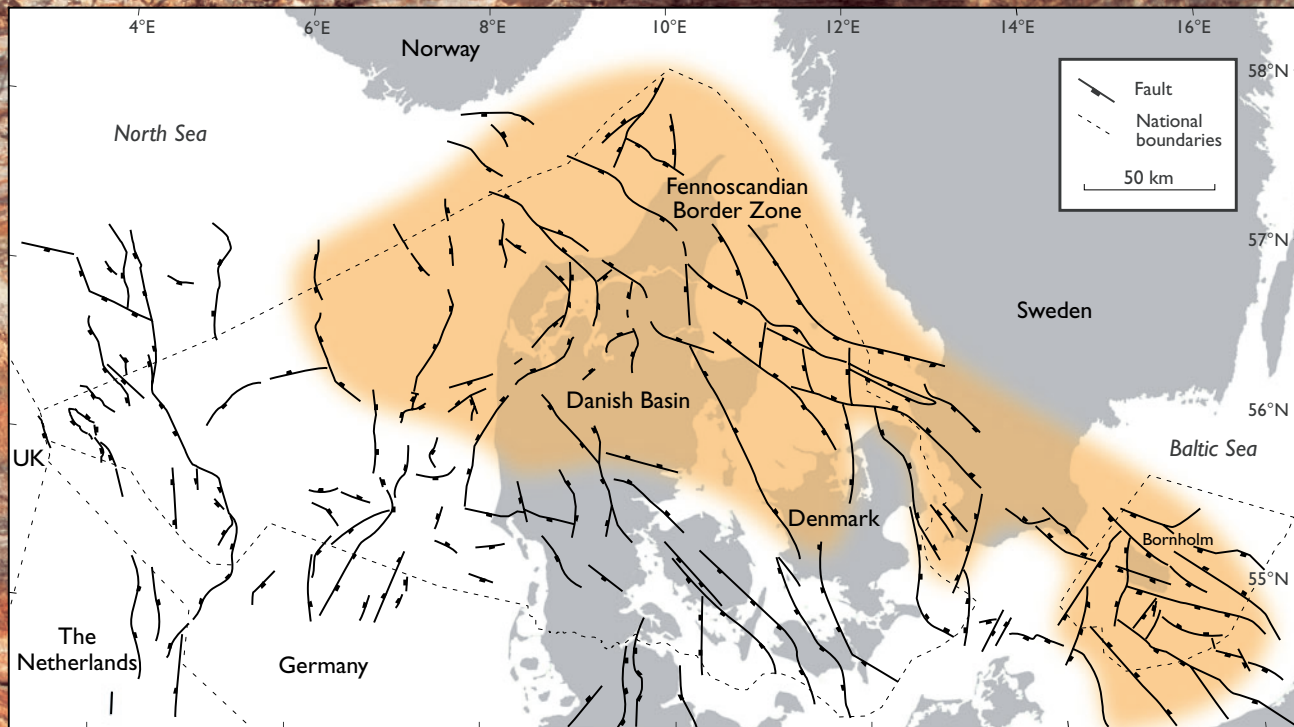 4°E
6°E
8°E
10°E
12°E
14°E
16°E
Norway
58°N
Fault
National
boundaries
50 km
North Sea
Fennoscandian
Border Zone
57°N
Sweden
Danish Basin
56°N
Baltic Sea
UK
Denmark
Bornholm
55°N
The
Netherlands
Germany